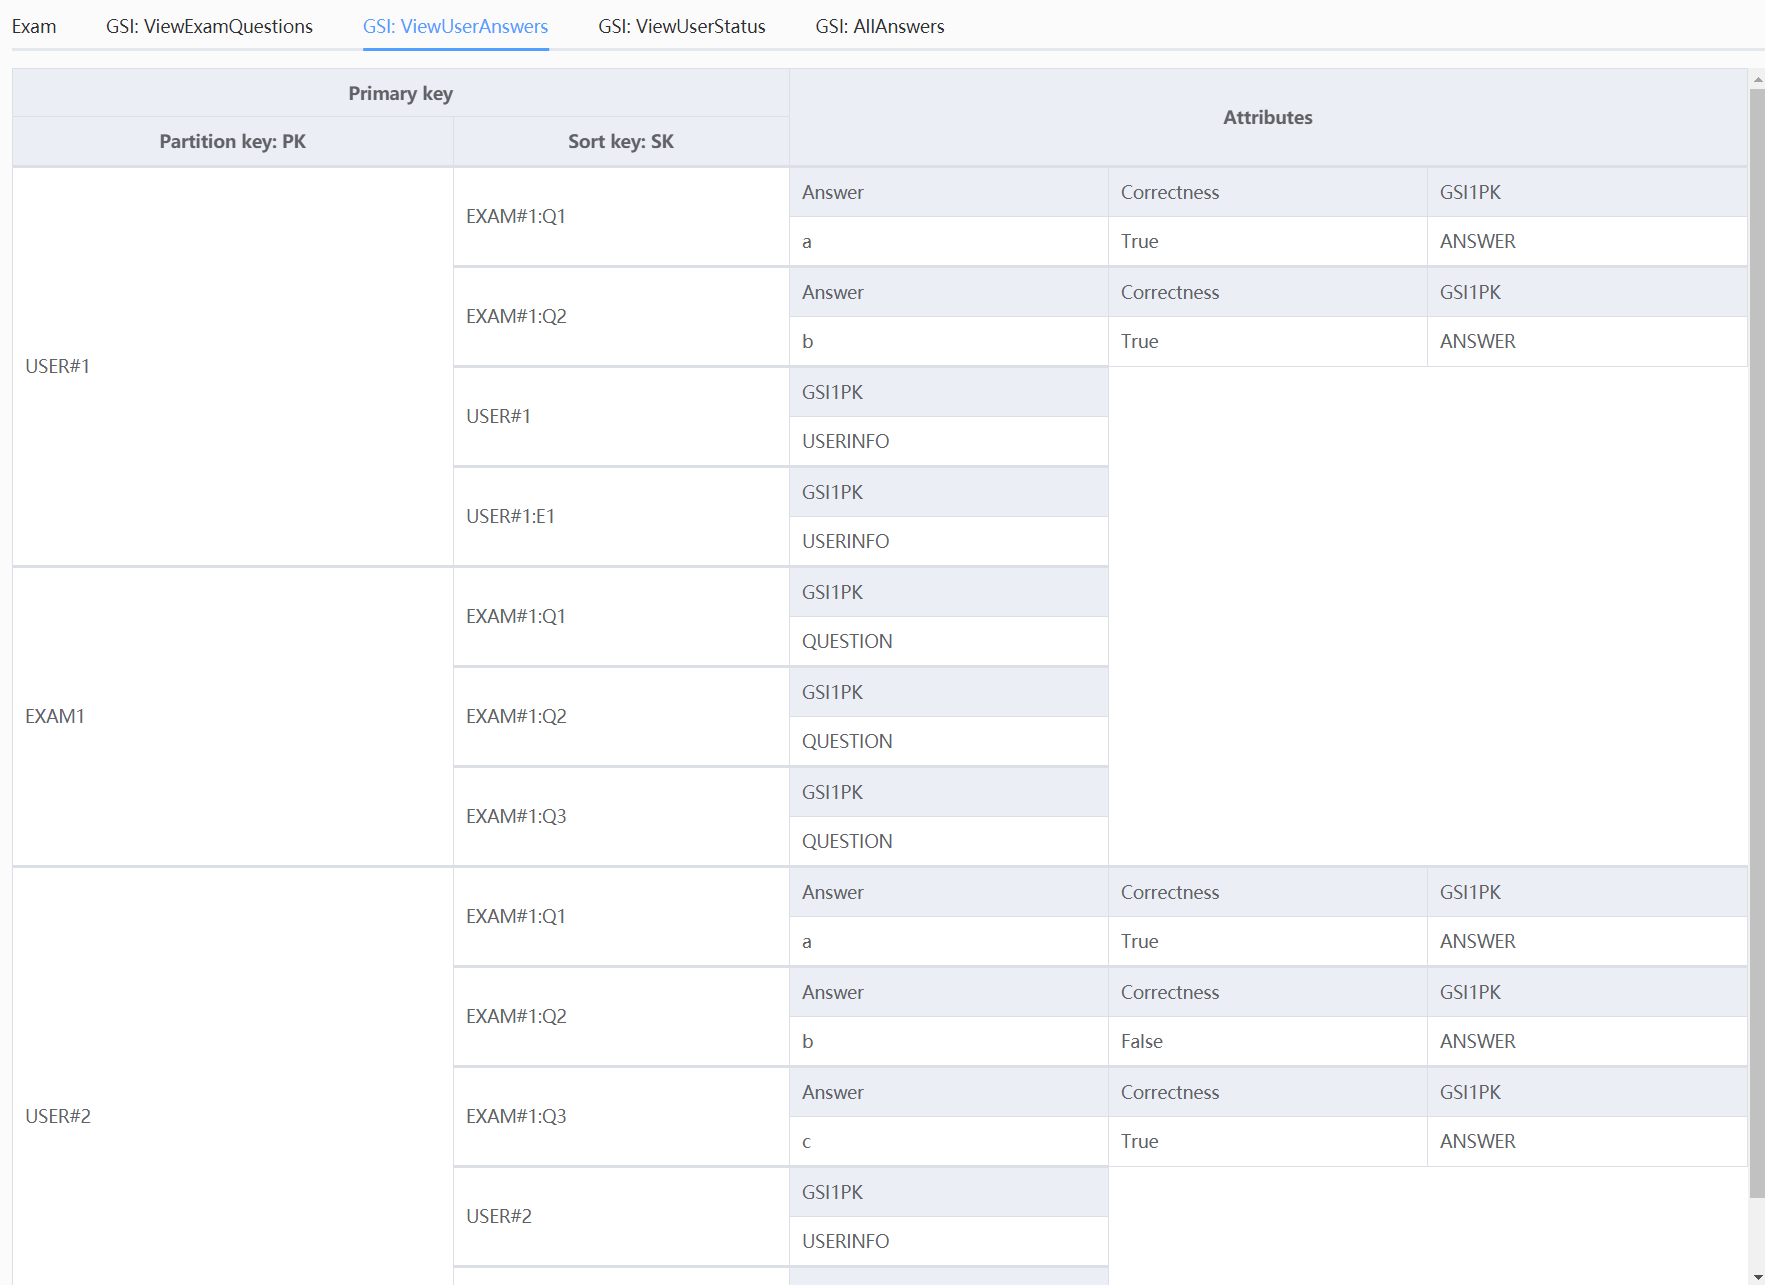 Exam GSI: ViewExamQuestions GSI: ViewUserAnswers GSI: ViewUserStatus GSI: AllAnswers
Primary key
Attributes
Partition key: PK Sort key: SK
USER#1
EXAM#1:Q1
Answer Correctness GSI1PK
a True ANSWER
EXAM#1:Q2
Answer Correctness GSI1PK
b True ANSWER
USER#1
GSI1PK
USERINFO
USER#1:E1
GSI1PK
USERINFO
EXAM1
EXAM#1:Q1
GSI1PK
QUESTION
EXAM#1:Q2
GSI1PK
QUESTION
EXAM#1:Q3
GSI1PK
QUESTION
USER#2
EXAM#1:Q1
Answer Correctness GSI1PK
a True ANSWER
EXAM#1:Q2
Answer Correctness GSI1PK
b False ANSWER
EXAM#1:Q3
Answer Correctness GSI1PK
c True ANSWER
USER#2
GSI1PK
USERINFO